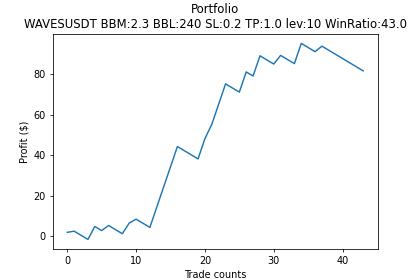 Portfolio
WAVESUSDT BBM:2.3 BBL:240 SL:0.2 TP:1.0 lev:10 WinRatio:43.0
80
60
40
20
0
Profit ($)
0
10
20
30
40
Trade counts